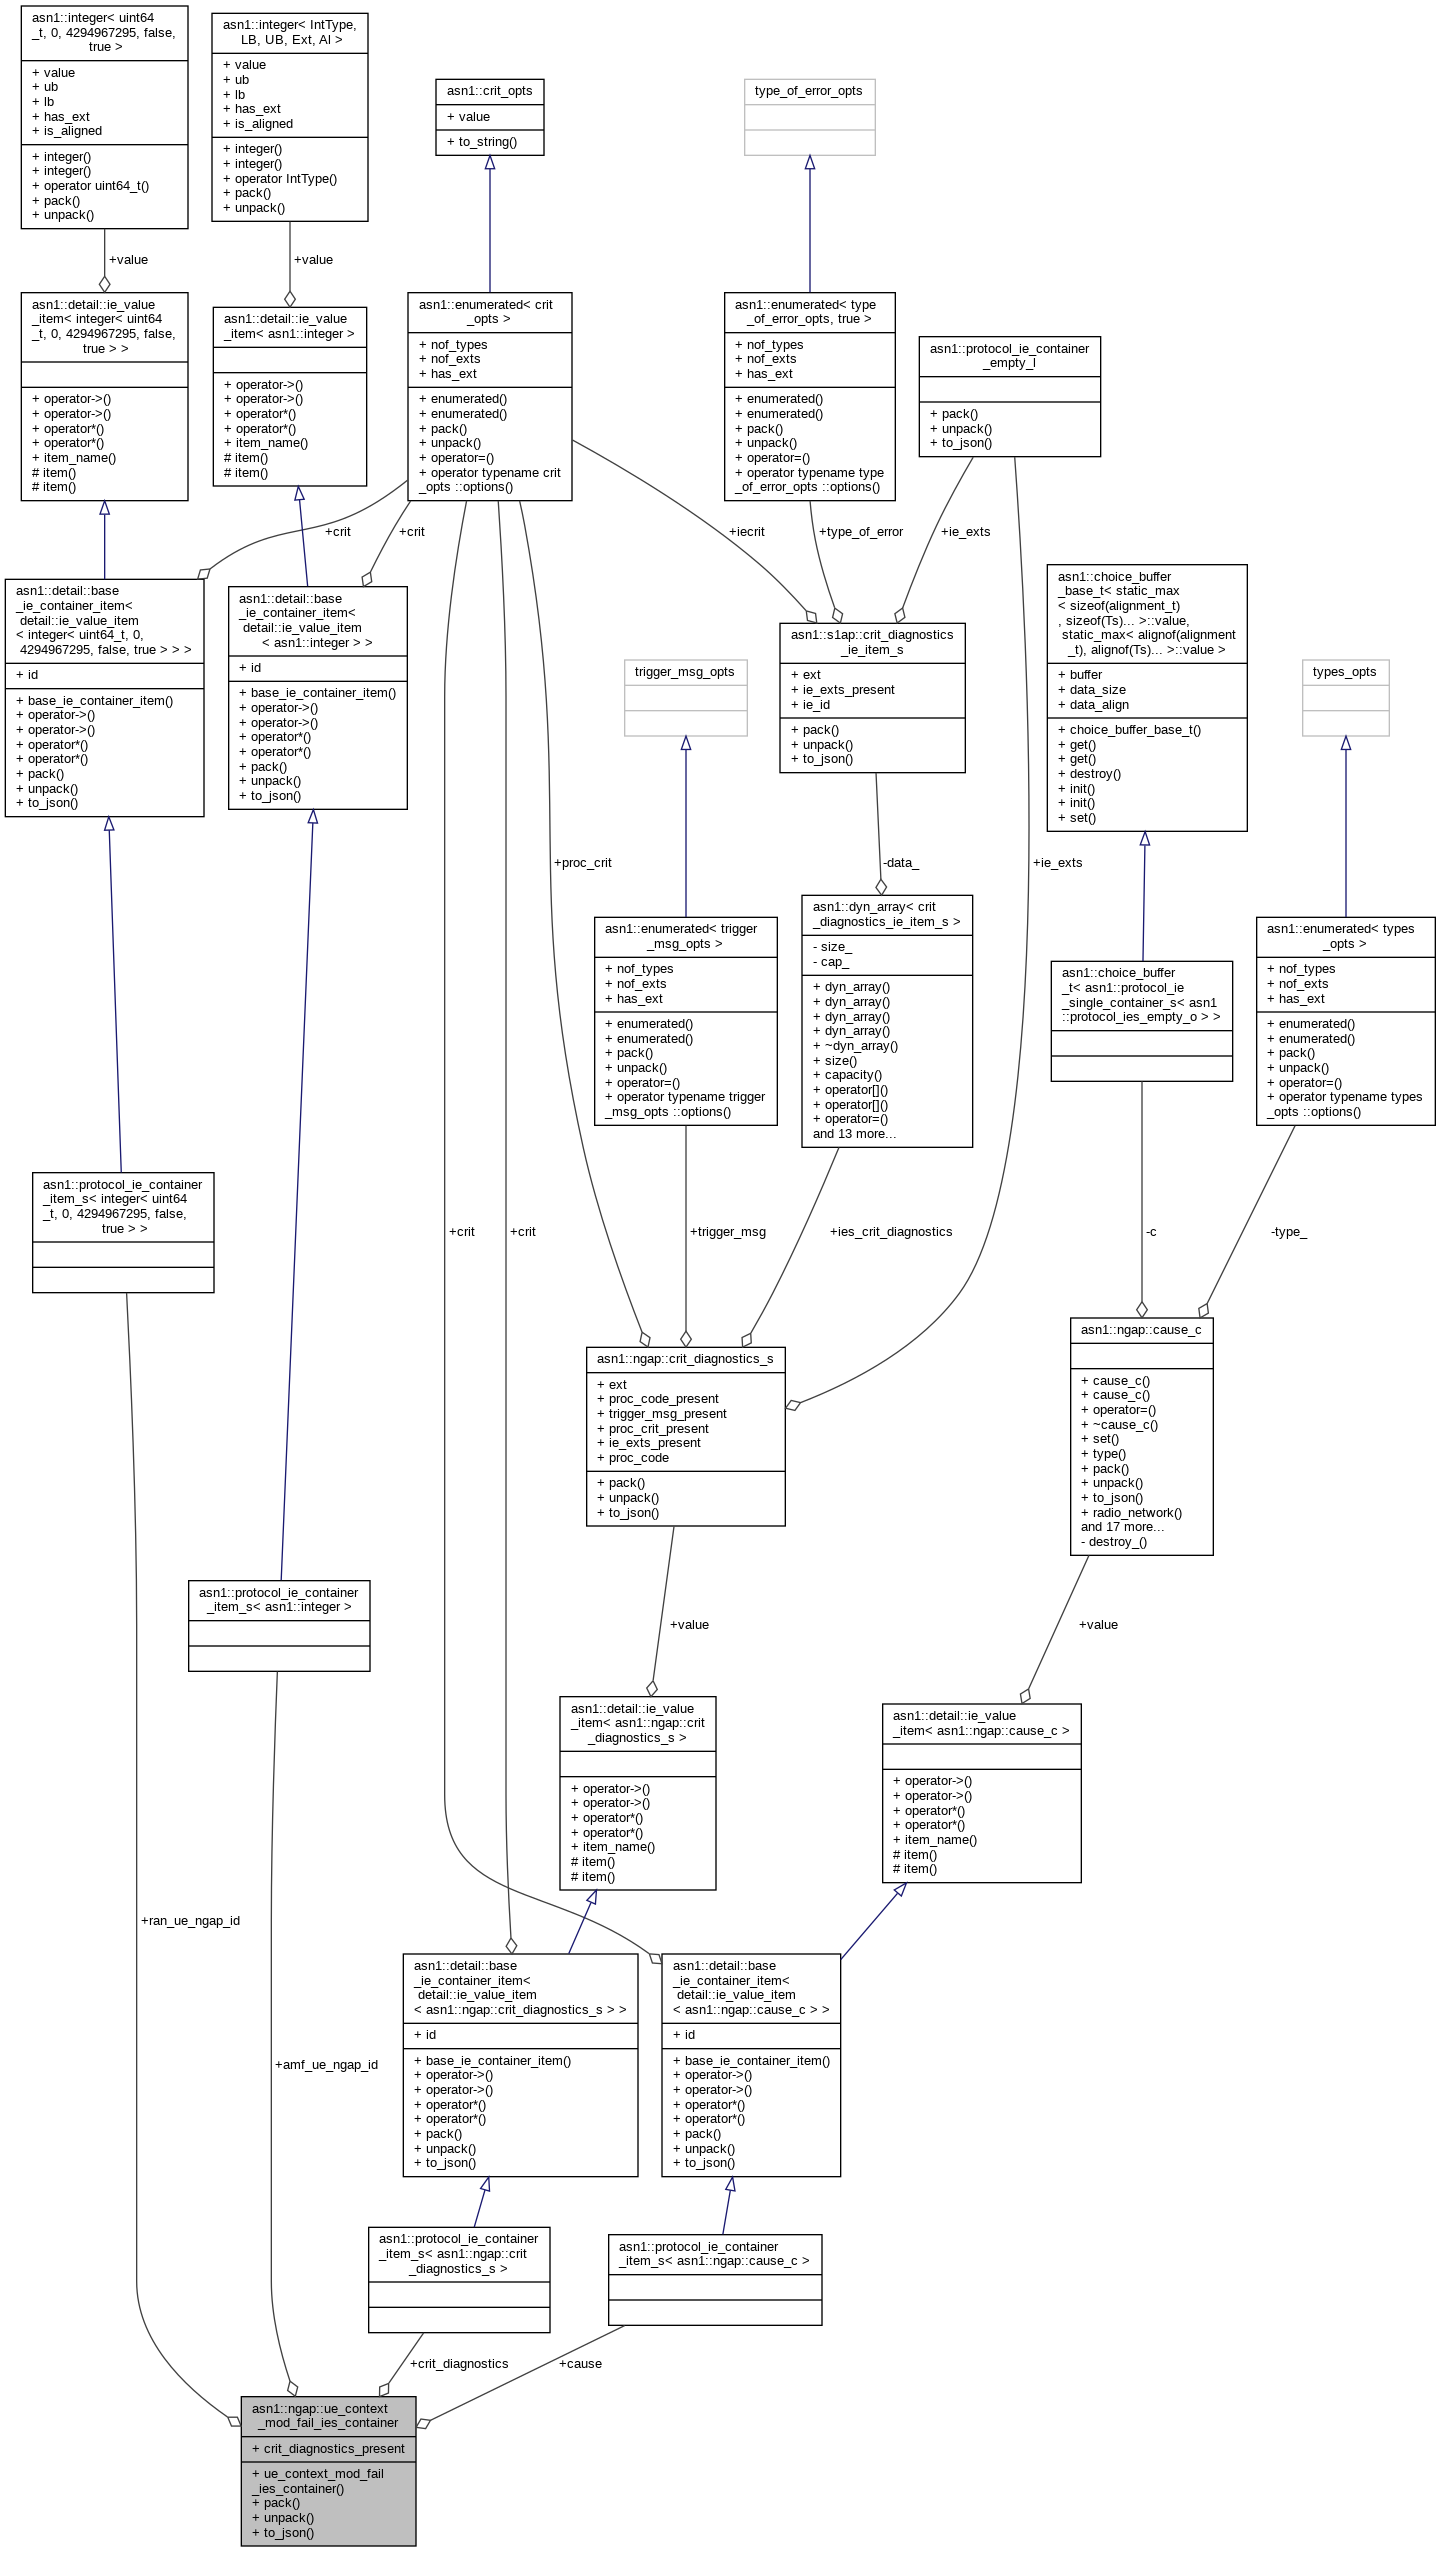 asn1::integer< uint64
_t, 0, 4294967295, false,
true >
+ value
+ ub
+ lb
+ has_ext
+ is_aligned
+ integer()
+ integer()
+ operator uint64_t()
+ pack()
+ unpack()
asn1::integer< IntType,
LB, UB, Ext, Al >
+ value
+ ub
+ lb
+ has_ext
+ is_aligned
+ integer()
+ integer()
+ operator IntType()
+ pack()
+ unpack()
asn1::crit_opts
+ value
+ to_string()
type_of_error_opts
+value
+value
asn1::detail::ie_value
_item< integer< uint64
_t, 0, 4294967295, false,
true > >
+ operator->()
+ operator->()
+ operator*()
+ operator*()
+ item_name()
# item()
# item()
asn1::detail::ie_value
_item< asn1::integer >
+ operator->()
+ operator->()
+ operator*()
+ operator*()
+ item_name()
# item()
# item()
asn1::enumerated< crit
_opts >
+ nof_types
+ nof_exts
+ has_ext
+ enumerated()
+ enumerated()
+ pack()
+ unpack()
+ operator=()
+ operator typename crit
_opts ::options()
asn1::enumerated< type
_of_error_opts, true >
+ nof_types
+ nof_exts
+ has_ext
+ enumerated()
+ enumerated()
+ pack()
+ unpack()
+ operator=()
+ operator typename type
_of_error_opts ::options()
asn1::protocol_ie_container
_empty_l
+ pack()
+ unpack()
+ to_json()
+crit
+crit
+iecrit
+type_of_error
+ie_exts
asn1::detail::base
_ie_container_item<
detail::ie_value_item
< integer< uint64_t, 0,
4294967295, false, true > > >
+ id
+ base_ie_container_item()
+ operator->()
+ operator->()
+ operator*()
+ operator*()
+ pack()
+ unpack()
+ to_json()
asn1::detail::base
_ie_container_item<
detail::ie_value_item
< asn1::integer > >
+ id
+ base_ie_container_item()
+ operator->()
+ operator->()
+ operator*()
+ operator*()
+ pack()
+ unpack()
+ to_json()
trigger_msg_opts
asn1::s1ap::crit_diagnostics
_ie_item_s
+ ext
+ ie_exts_present
+ ie_id
+ pack()
+ unpack()
+ to_json()
asn1::choice_buffer
_base_t< static_max
< sizeof(alignment_t)
, sizeof(Ts)... >::value,
static_max< alignof(alignment
_t), alignof(Ts)... >::value >
+ buffer
+ data_size
+ data_align
+ choice_buffer_base_t()
+ get()
+ get()
+ destroy()
+ init()
+ init()
+ set()
types_opts
+proc_crit
-data_
+ie_exts
asn1::enumerated< trigger
_msg_opts >
+ nof_types
+ nof_exts
+ has_ext
+ enumerated()
+ enumerated()
+ pack()
+ unpack()
+ operator=()
+ operator typename trigger
_msg_opts ::options()
asn1::dyn_array< crit
_diagnostics_ie_item_s >
- size_
- cap_
+ dyn_array()
+ dyn_array()
+ dyn_array()
+ dyn_array()
+ ~dyn_array()
+ size()
+ capacity()
+ operator[]()
+ operator[]()
+ operator=()
and 13 more...
asn1::choice_buffer
_t< asn1::protocol_ie
_single_container_s< asn1
::protocol_ies_empty_o > >
asn1::enumerated< types
_opts >
+ nof_types
+ nof_exts
+ has_ext
+ enumerated()
+ enumerated()
+ pack()
+ unpack()
+ operator=()
+ operator typename types
_opts ::options()
asn1::protocol_ie_container
_item_s< integer< uint64
_t, 0, 4294967295, false,
true > >
+crit
+crit
+trigger_msg
+ies_crit_diagnostics
-c
-type_
asn1::ngap::crit_diagnostics_s
+ ext
+ proc_code_present
+ trigger_msg_present
+ proc_crit_present
+ ie_exts_present
+ proc_code
+ pack()
+ unpack()
+ to_json()
asn1::ngap::cause_c
+ cause_c()
+ cause_c()
+ operator=()
+ ~cause_c()
+ set()
+ type()
+ pack()
+ unpack()
+ to_json()
+ radio_network()
and 17 more...
- destroy_()
asn1::protocol_ie_container
_item_s< asn1::integer >
+value
+value
asn1::detail::ie_value
_item< asn1::ngap::crit
_diagnostics_s >
+ operator->()
+ operator->()
+ operator*()
+ operator*()
+ item_name()
# item()
# item()
asn1::detail::ie_value
_item< asn1::ngap::cause_c >
+ operator->()
+ operator->()
+ operator*()
+ operator*()
+ item_name()
# item()
# item()
+ran_ue_ngap_id
asn1::detail::base
_ie_container_item<
detail::ie_value_item
< asn1::ngap::crit_diagnostics_s > >
+ id
+ base_ie_container_item()
+ operator->()
+ operator->()
+ operator*()
+ operator*()
+ pack()
+ unpack()
+ to_json()
asn1::detail::base
_ie_container_item<
detail::ie_value_item
< asn1::ngap::cause_c > >
+ id
+ base_ie_container_item()
+ operator->()
+ operator->()
+ operator*()
+ operator*()
+ pack()
+ unpack()
+ to_json()
+amf_ue_ngap_id
asn1::protocol_ie_container
_item_s< asn1::ngap::crit
_diagnostics_s >
asn1::protocol_ie_container
_item_s< asn1::ngap::cause_c >
+crit_diagnostics
+cause
asn1::ngap::ue_context
_mod_fail_ies_container
+ crit_diagnostics_present
+ ue_context_mod_fail
_ies_container()
+ pack()
+ unpack()
+ to_json()